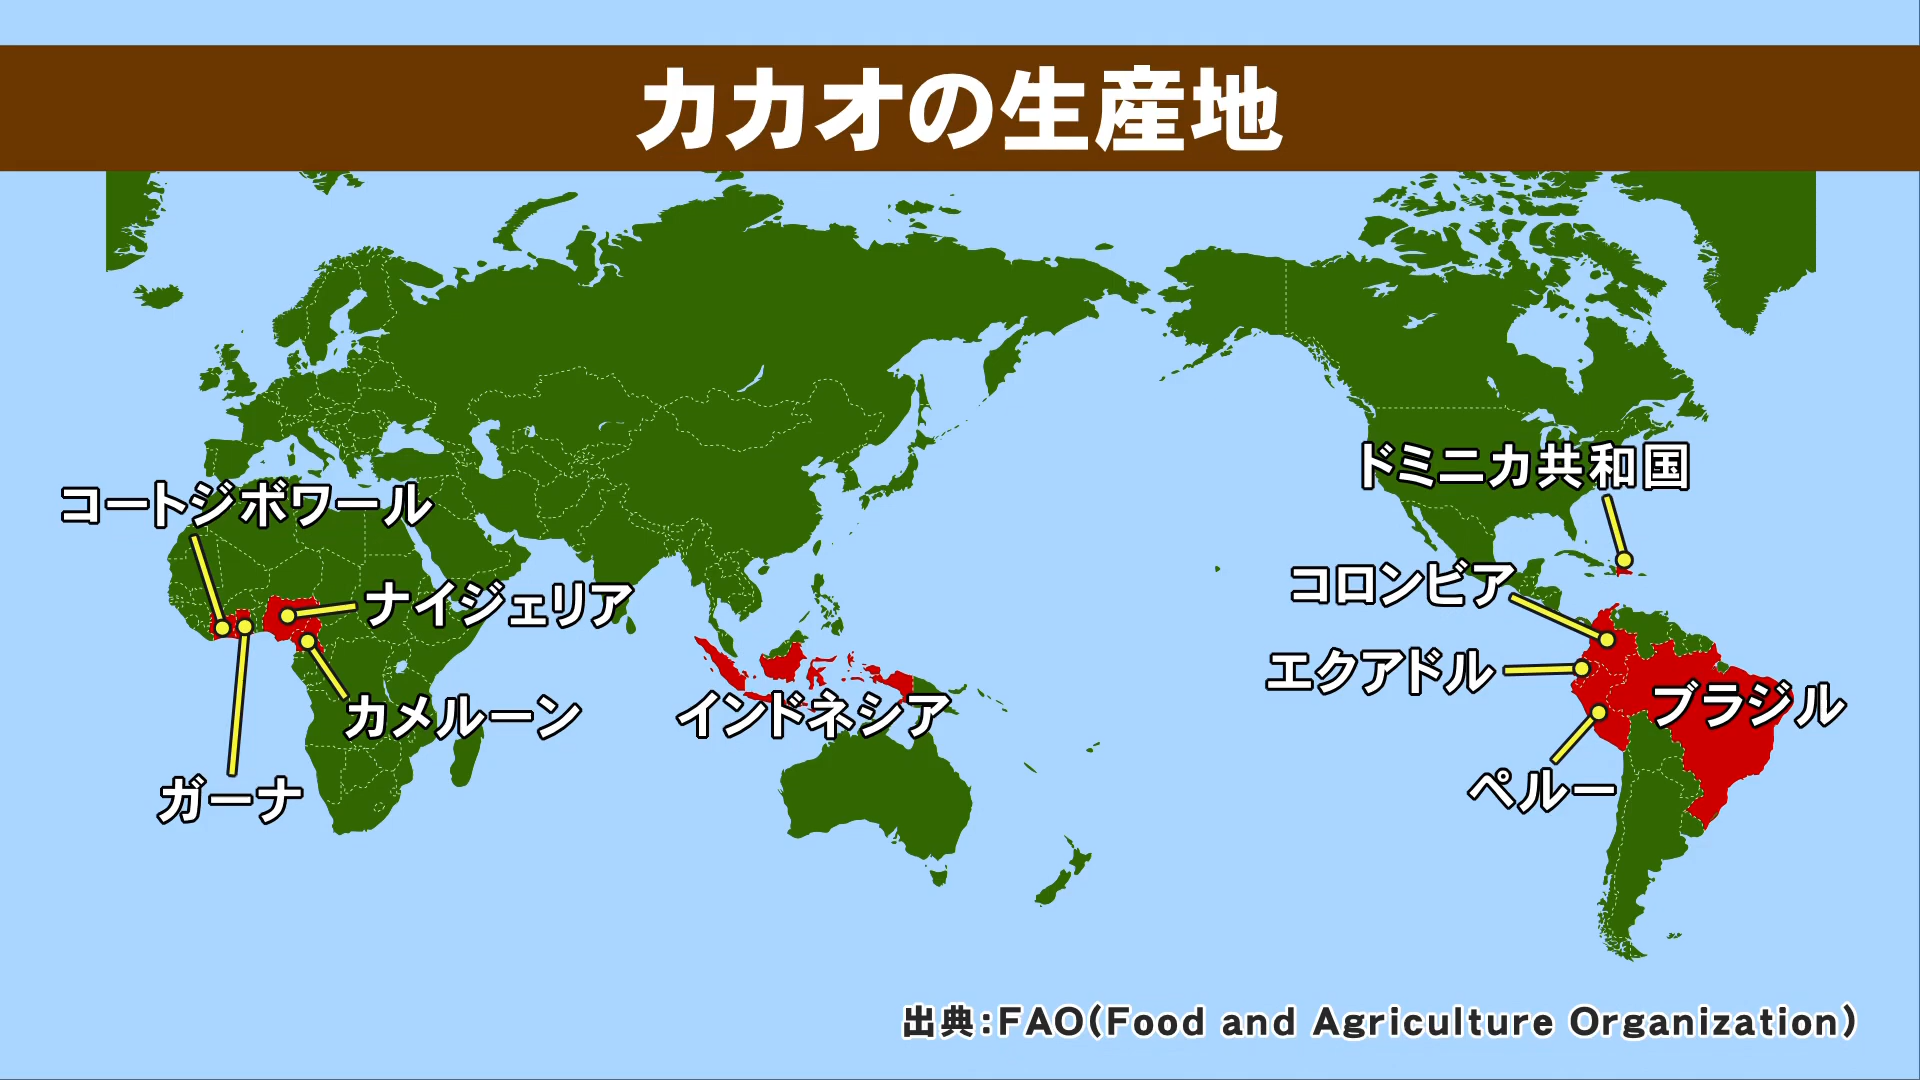 カカオの生産地
コートジボワール
ナイジェリア
カメルーン
ガーナ
インドネシア
ドミニカ共和国
コロンビア
エクアドル
ブラジル
ペルー
出典：FAO(Food and Agriculture Organization)